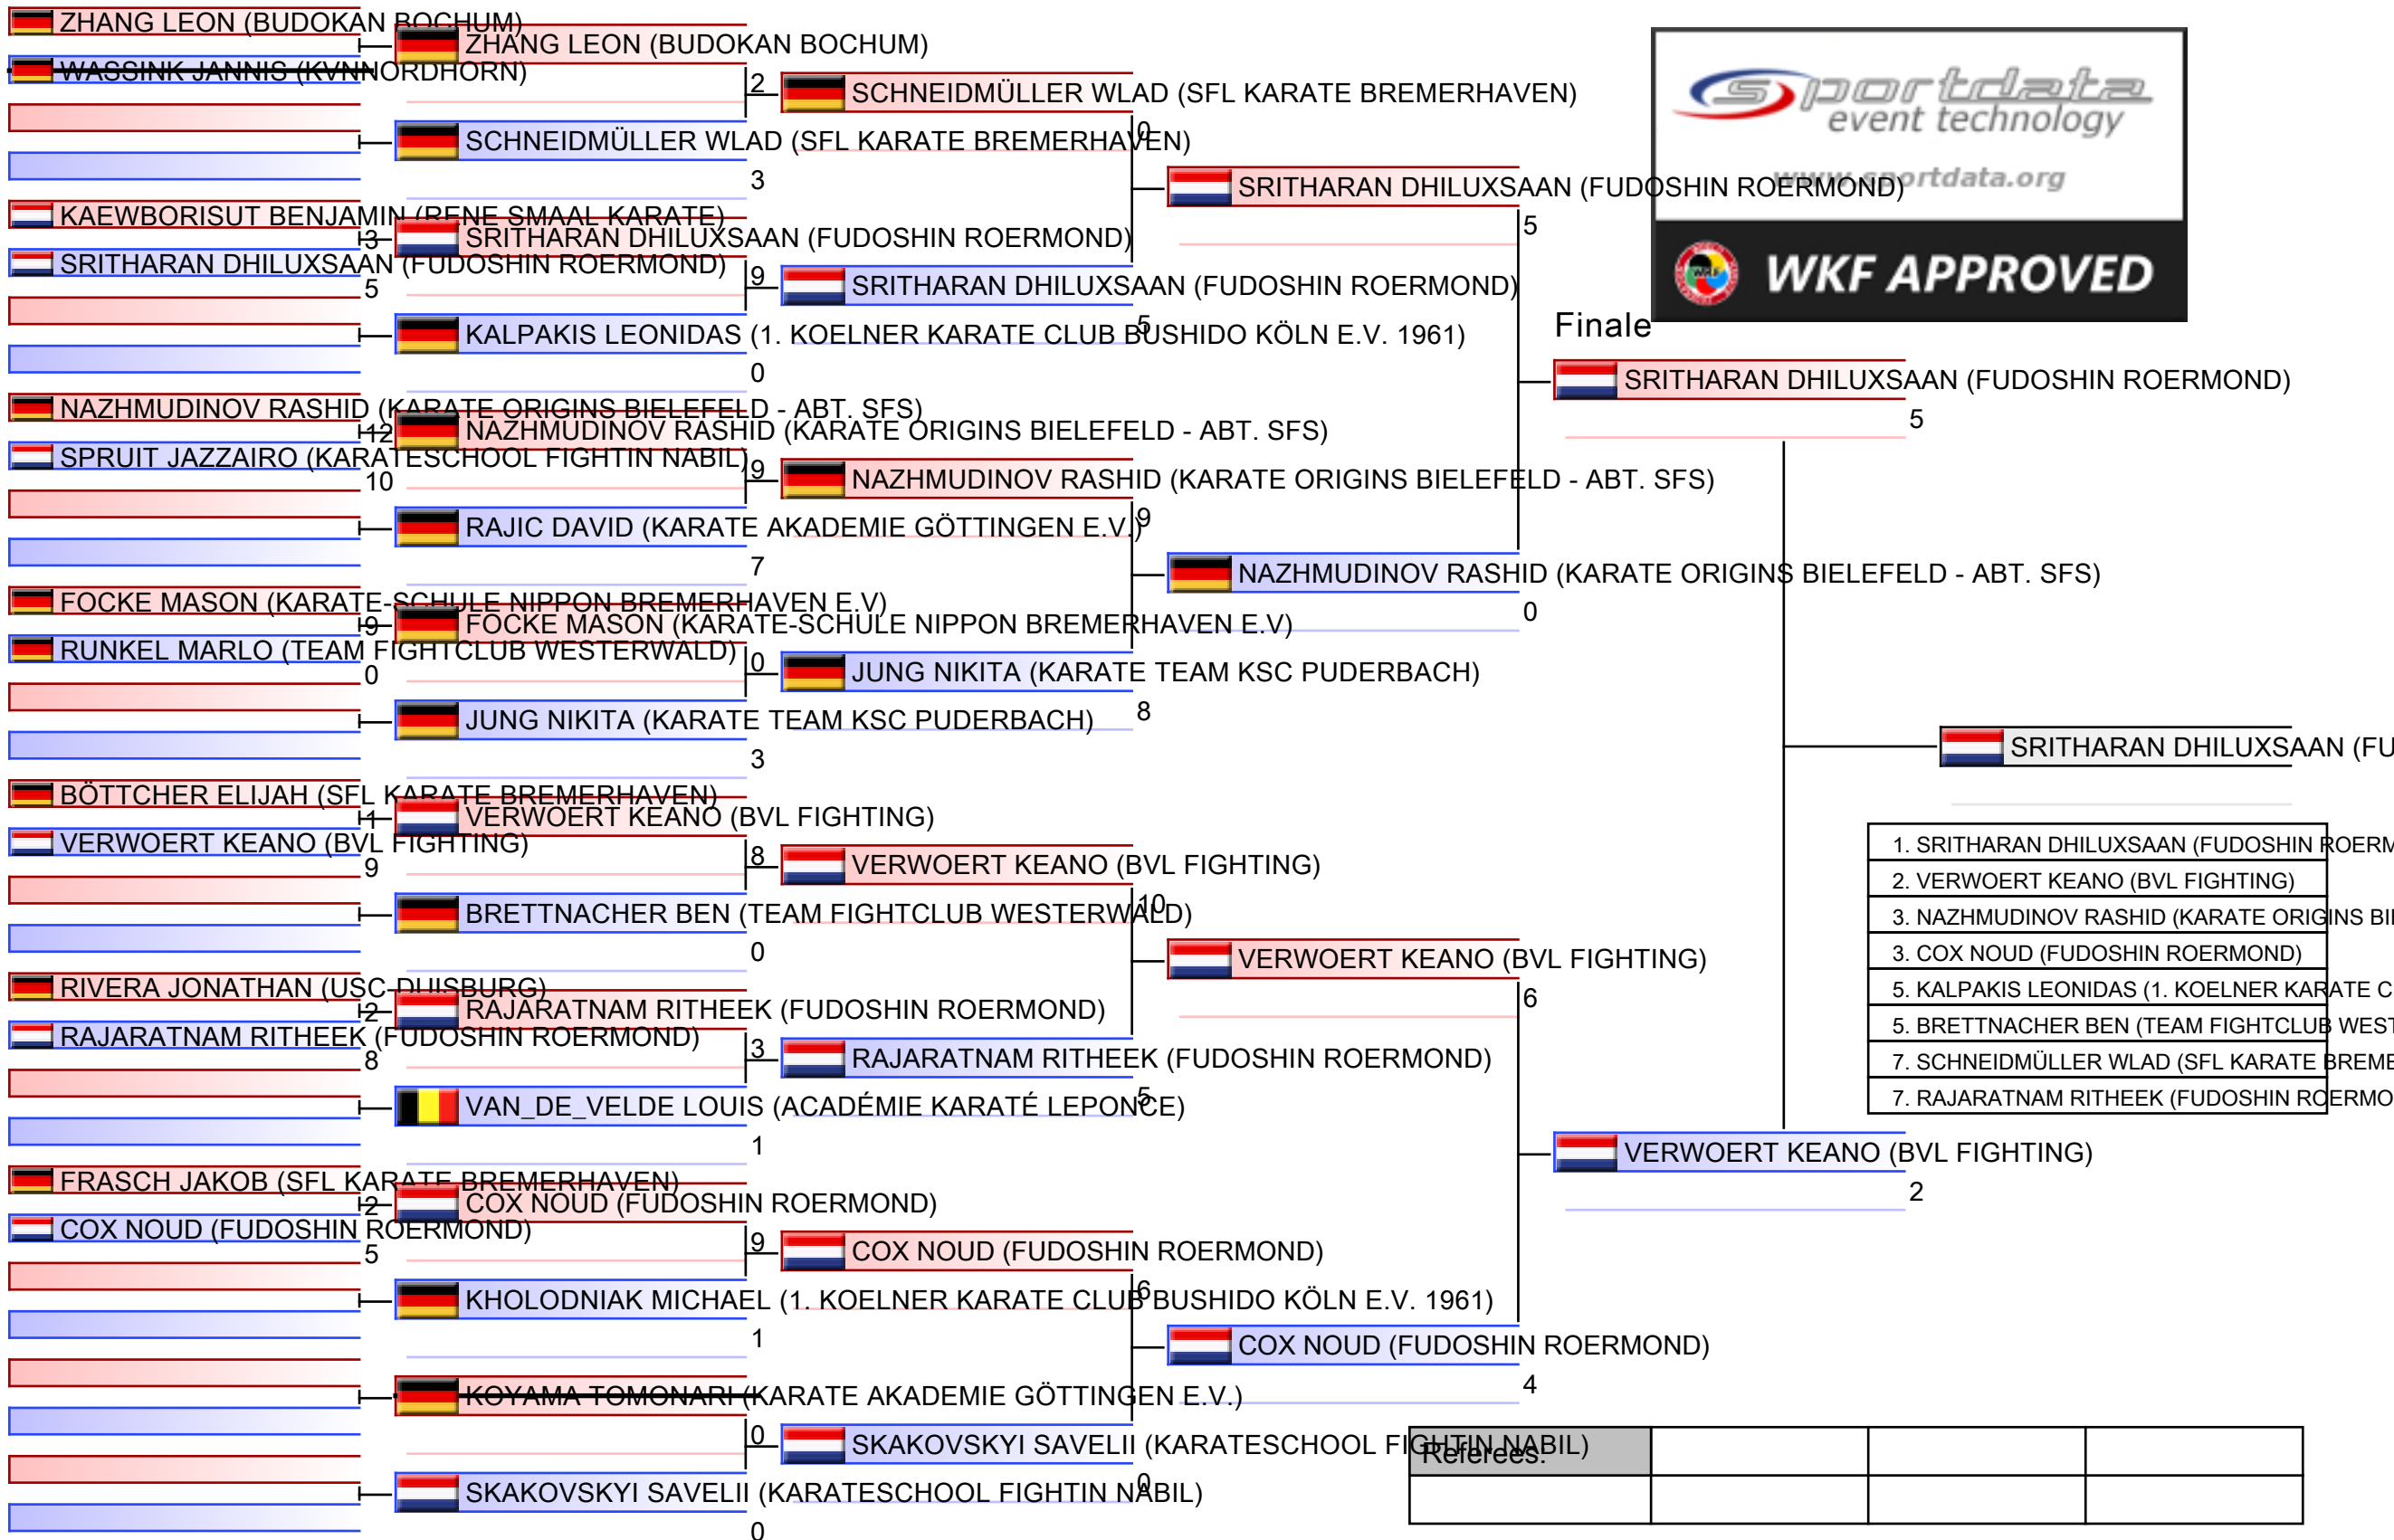 ZHANG LEON (BUDOKAN BOCHUM)
WASSINK JANNIS (KVNNORDHORN)
KAEWBORISUT BENJAMIN (RENE SMAAL KARATE)
3
SRITHARAN DHILUXSAAN (FUDOSHIN ROERMOND)
5
NAZHMUDINOV RASHID (KARATE ORIGINS BIELEFELD - ABT. SFS)
12
SPRUIT JAZZAIRO (KARATESCHOOL FIGHTIN NABIL)
10
FOCKE MASON (KARATE-SCHULE NIPPON BREMERHAVEN E.V)
9
RUNKEL MARLO (TEAM FIGHTCLUB WESTERWALD)
0
BÖTTCHER ELIJAH (SFL KARATE BREMERHAVEN)
1
VERWOERT KEANO (BVL FIGHTING)
9
RIVERA JONATHAN (USC-DUISBURG)
2
RAJARATNAM RITHEEK (FUDOSHIN ROERMOND)
8
FRASCH JAKOB (SFL KARATE BREMERHAVEN)
2
COX NOUD (FUDOSHIN ROERMOND)
5
ZHANG LEON (BUDOKAN BOCHUM)
2
SCHNEIDMÜLLER WLAD (SFL KARATE BREMERHAVEN)
3
SRITHARAN DHILUXSAAN (FUDOSHIN ROERMOND)
9
KALPAKIS LEONIDAS (1. KOELNER KARATE CLUB BUSHIDO KÖLN E.V. 1961)
0
NAZHMUDINOV RASHID (KARATE ORIGINS BIELEFELD - ABT. SFS)
9
RAJIC DAVID (KARATE AKADEMIE GÖTTINGEN E.V.)
7
FOCKE MASON (KARATE-SCHULE NIPPON BREMERHAVEN E.V)
0
JUNG NIKITA (KARATE TEAM KSC PUDERBACH)
3
VERWOERT KEANO (BVL FIGHTING)
8
BRETTNACHER BEN (TEAM FIGHTCLUB WESTERWALD)
0
RAJARATNAM RITHEEK (FUDOSHIN ROERMOND)
3
VAN_DE_VELDE LOUIS (ACADÉMIE KARATÉ LEPONCE)
1
COX NOUD (FUDOSHIN ROERMOND)
9
KHOLODNIAK MICHAEL (1. KOELNER KARATE CLUB BUSHIDO KÖLN E.V. 1961)
1
KOYAMA TOMONARI (KARATE AKADEMIE GÖTTINGEN E.V.)
0
SKAKOVSKYI SAVELII (KARATESCHOOL FIGHTIN NABIL)
0
SCHNEIDMÜLLER WLAD (SFL KARATE BREMERHAVEN)
0
SRITHARAN DHILUXSAAN (FUDOSHIN ROERMOND)
5
NAZHMUDINOV RASHID (KARATE ORIGINS BIELEFELD - ABT. SFS)
9
JUNG NIKITA (KARATE TEAM KSC PUDERBACH)
8
VERWOERT KEANO (BVL FIGHTING)
10
RAJARATNAM RITHEEK (FUDOSHIN ROERMOND)
5
COX NOUD (FUDOSHIN ROERMOND)
6
SKAKOVSKYI SAVELII (KARATESCHOOL FIGHTIN NABIL)
0
SRITHARAN DHILUXSAAN (FUDOSHIN ROERMOND)
5
NAZHMUDINOV RASHID (KARATE ORIGINS BIELEFELD - ABT. SFS)
0
VERWOERT KEANO (BVL FIGHTING)
6
COX NOUD (FUDOSHIN ROERMOND)
4
sportdata
event technology
www.sportdata.org
WKF
WKF APPROVED
Finale
SRITHARAN DHILUXSAAN (FUDOSHIN ROERMOND)
5
VERWOERT KEANO (BVL FIGHTING)
2
SRITHARAN DHILUXSAAN (FU
1. SRITHARAN DHILUXSAAN (FUDOSHIN ROERM
2. VERWOERT KEANO (BVL FIGHTING)
3. NAZHMUDINOV RASHID (KARATE ORIGINS BI
3. COX NOUD (FUDOSHIN ROERMOND)
5. KALPAKIS LEONIDAS (1. KOELNER KARATE C
5. BRETTNACHER BEN (TEAM FIGHTCLUB WEST
7. SCHNEIDMÜLLER WLAD (SFL KARATE BREME
7. RAJARATNAM RITHEEK (FUDOSHIN ROERMO
Referees: